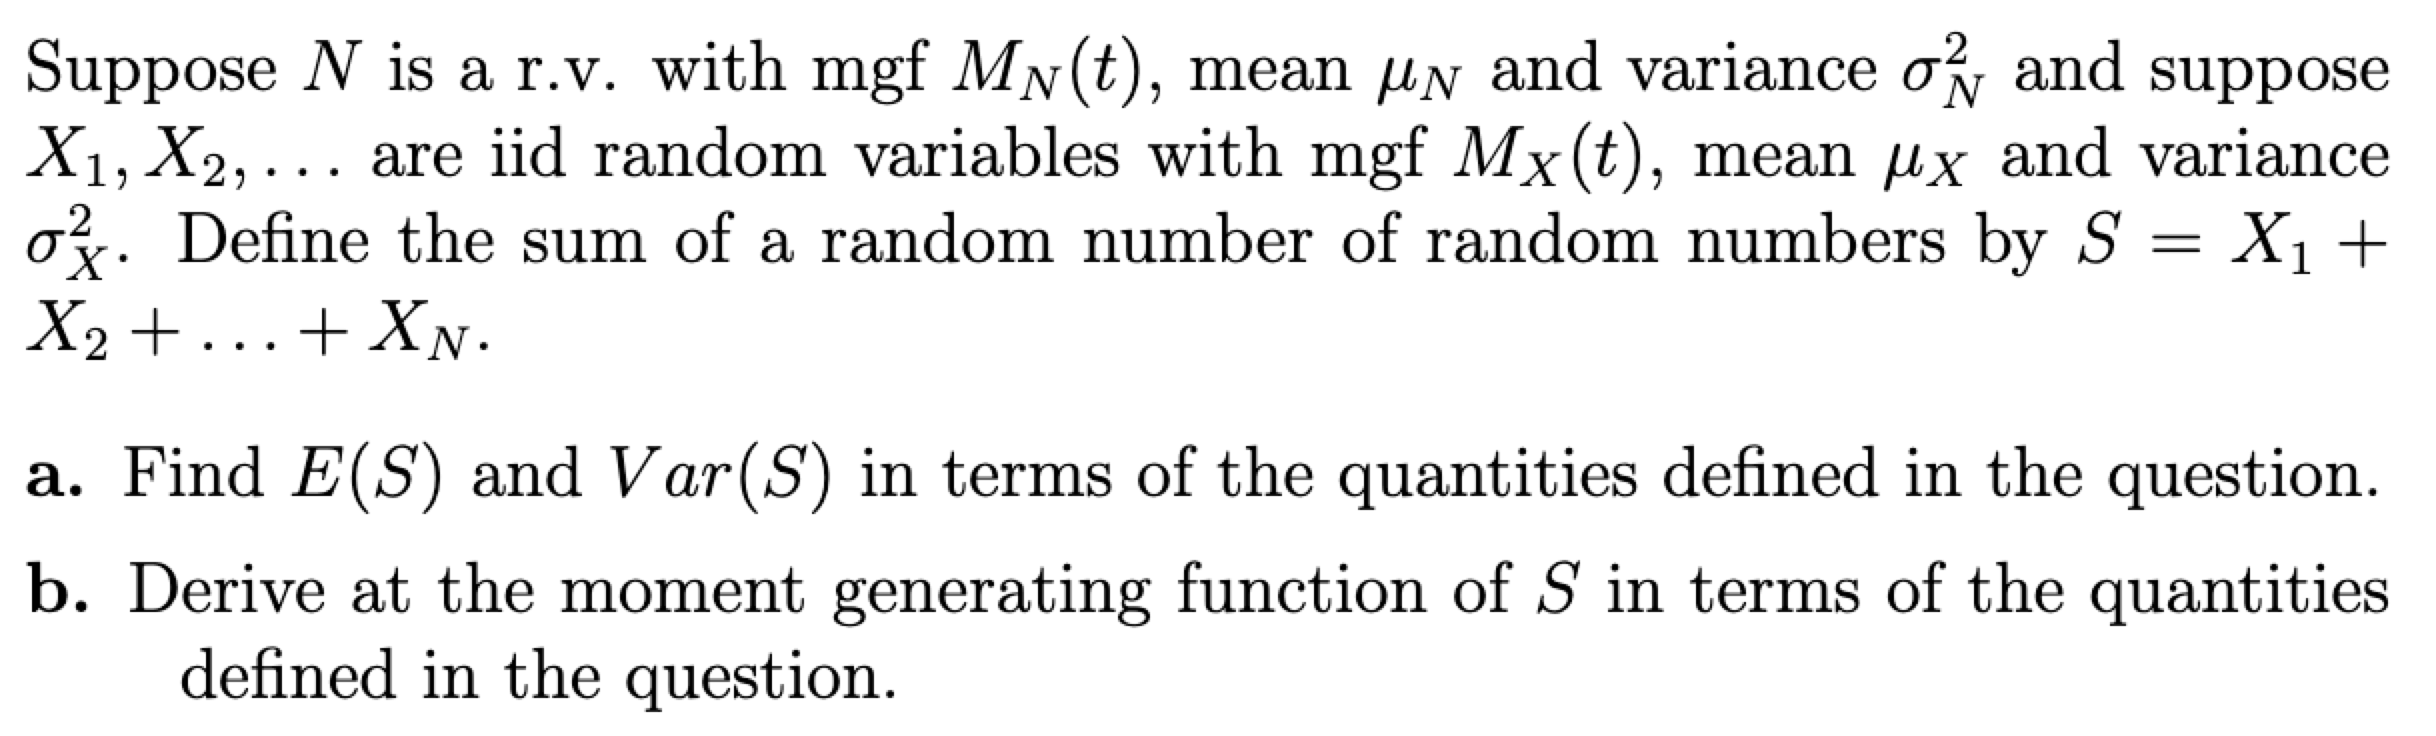 Suppose $N$ is a r.v. with mgf $M_N(t)$, mean $\mu_N$ and variance $\sigma_N^2$ and suppose
$X_1, X_2, \ldots$ are iid random variables with mgf $M_X(t)$, mean $\mu_X$ and variance
$\sigma_X^2$. Define the sum of a random number of random numbers by $S = X_1 +$
$X_2 + \ldots + X_N$.
a. Find $E(S)$ and $Var(S)$ in terms of the quantities defined in the question.
b. Derive at the moment generating function of $S$ in terms of the quantities
defined in the question.